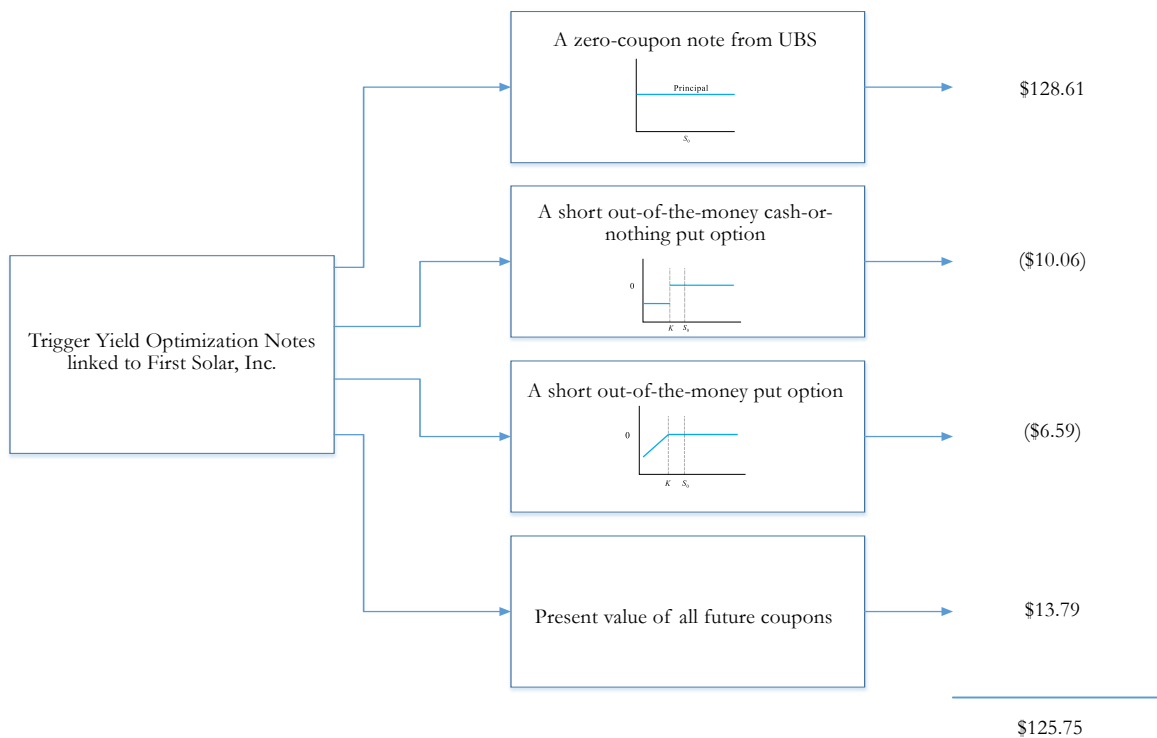 A zero-coupon note from UBS
Principal
S₀
$128.61
A short out-of-the-money cash-or-
nothing put option
0
K S₀
($10.06)
Trigger Yield Optimization Notes
linked to First Solar, Inc.
A short out-of-the-money put option
0
K S₀
($6.59)
Present value of all future coupons
$13.79
$125.75